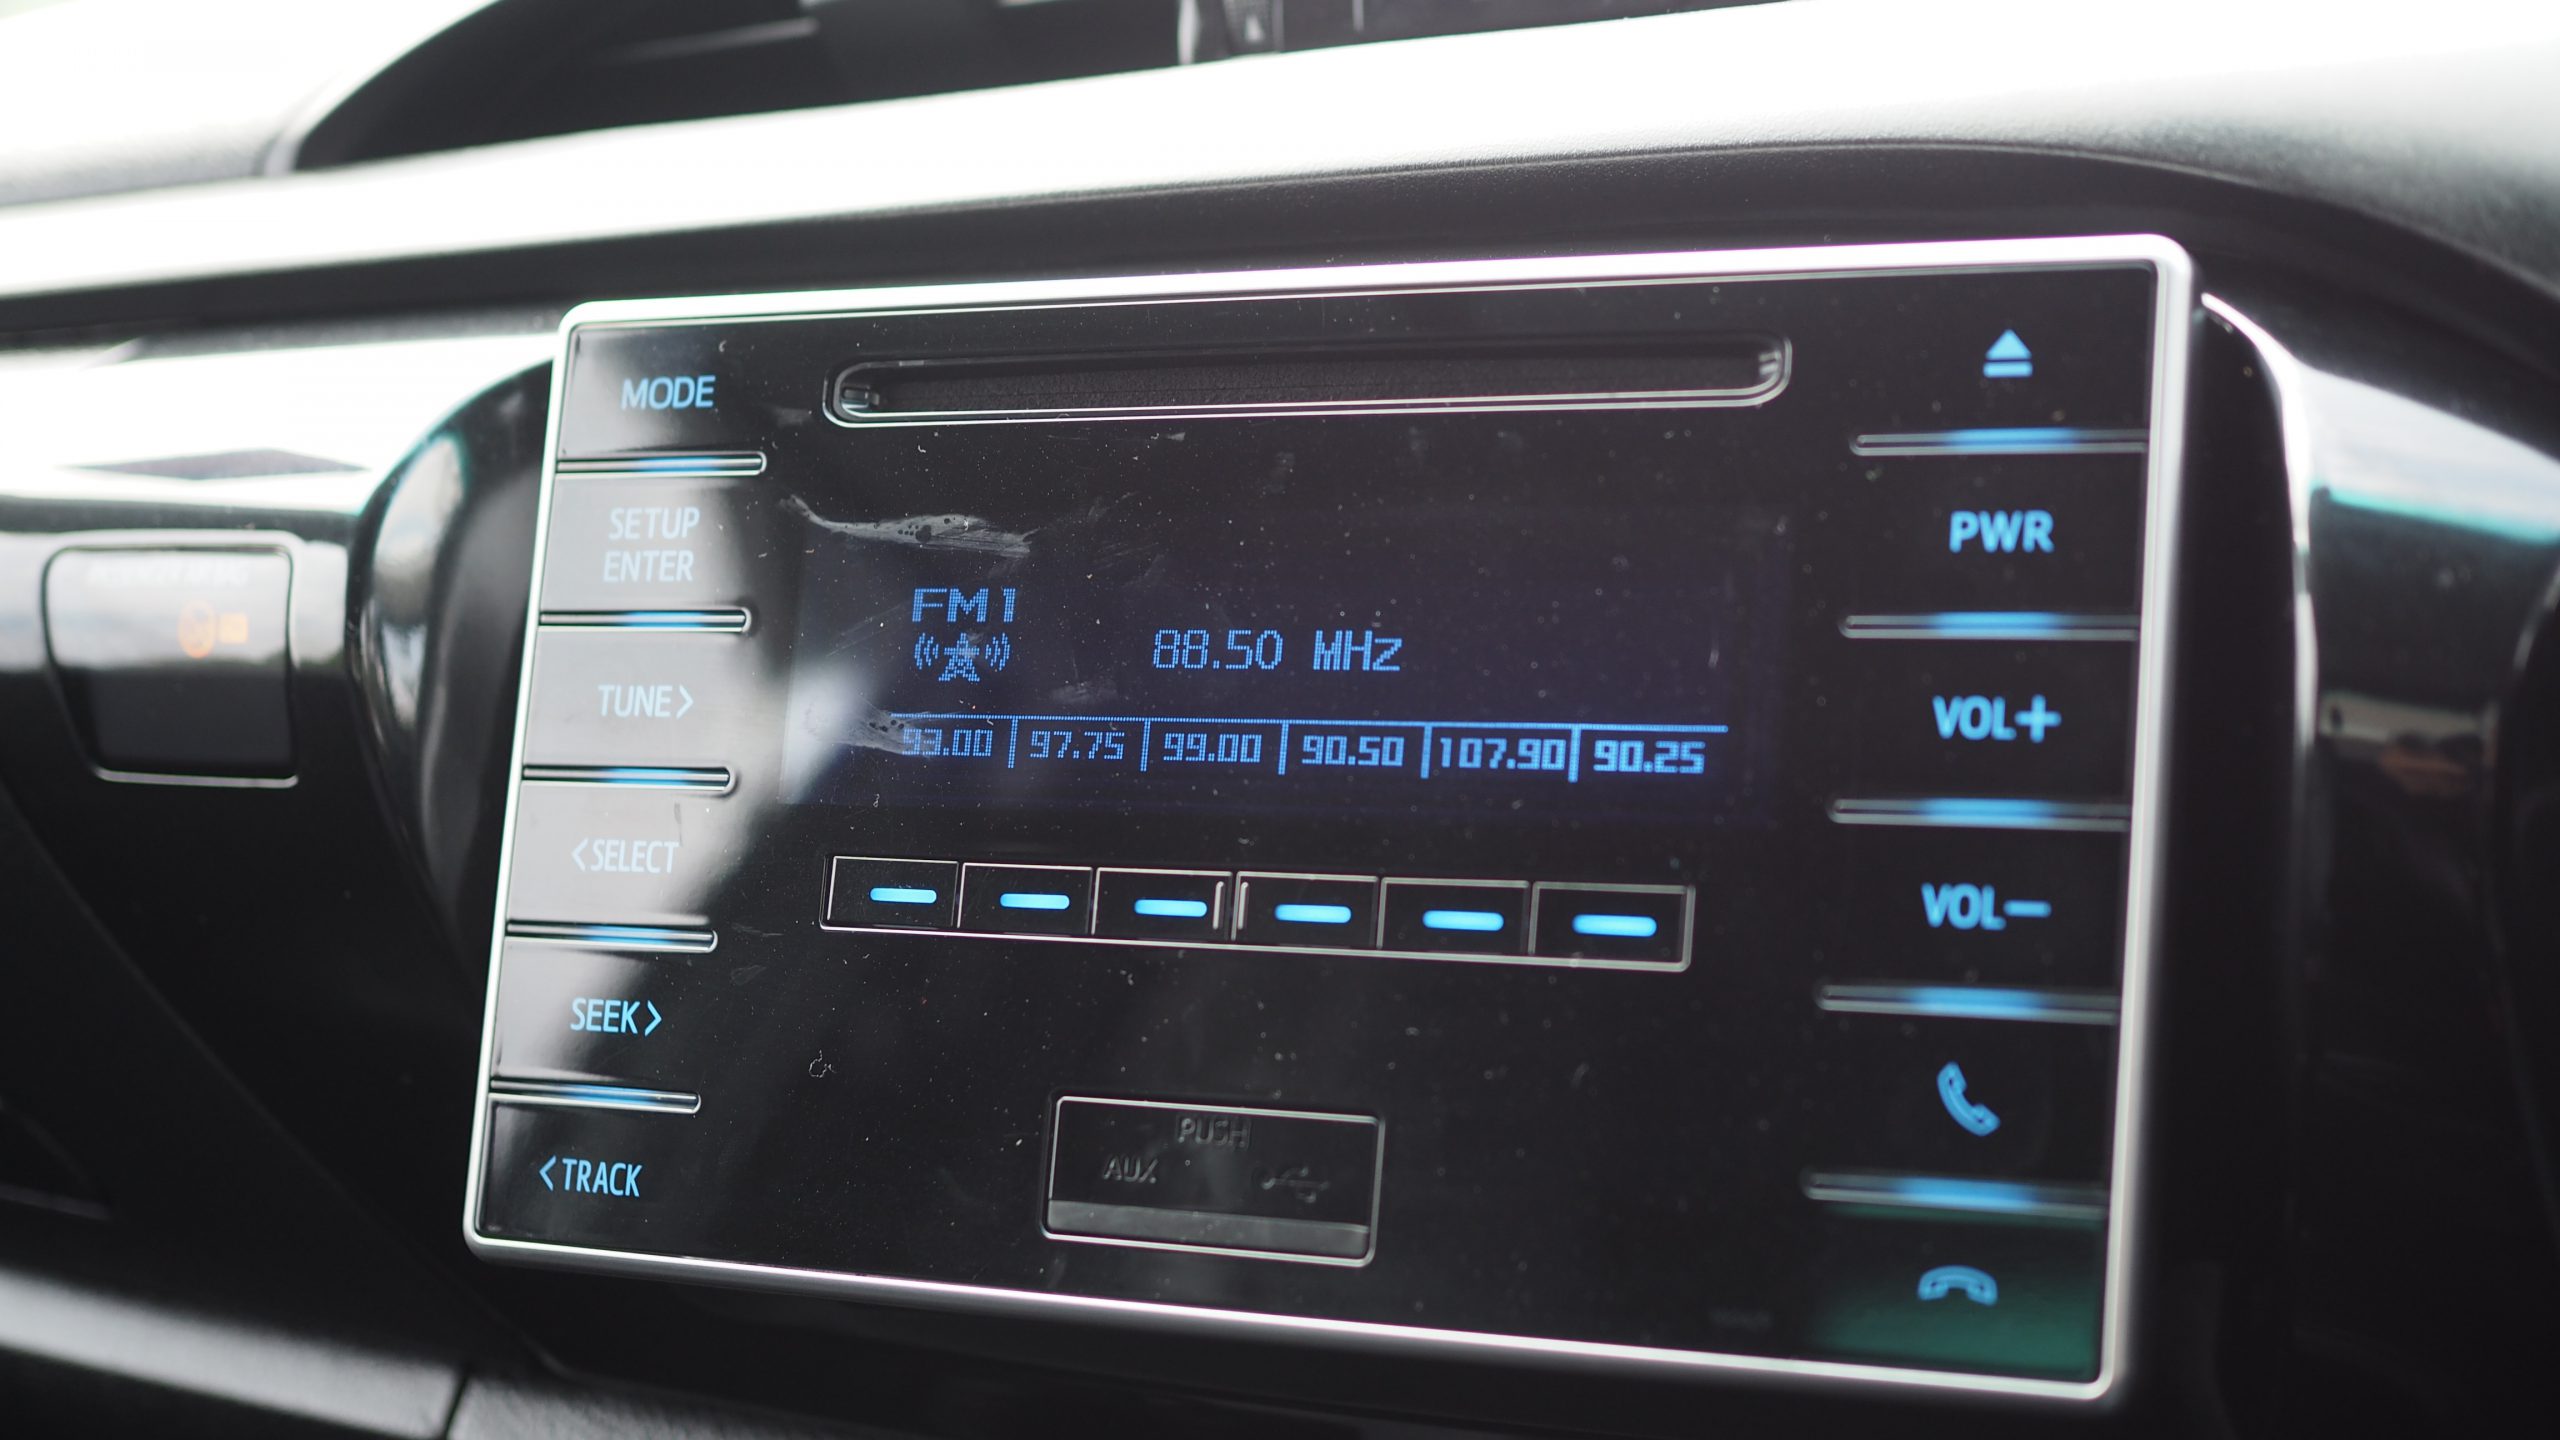 MODE
SETUP
ENTER
TUNE>
<SELECT
SEEK>
<TRACK
FM1
88.50 MHz
93.00 97.75 99.00 90.50 107.90 90.25
PUSH
AUX
PWR
VOL+
VOL-